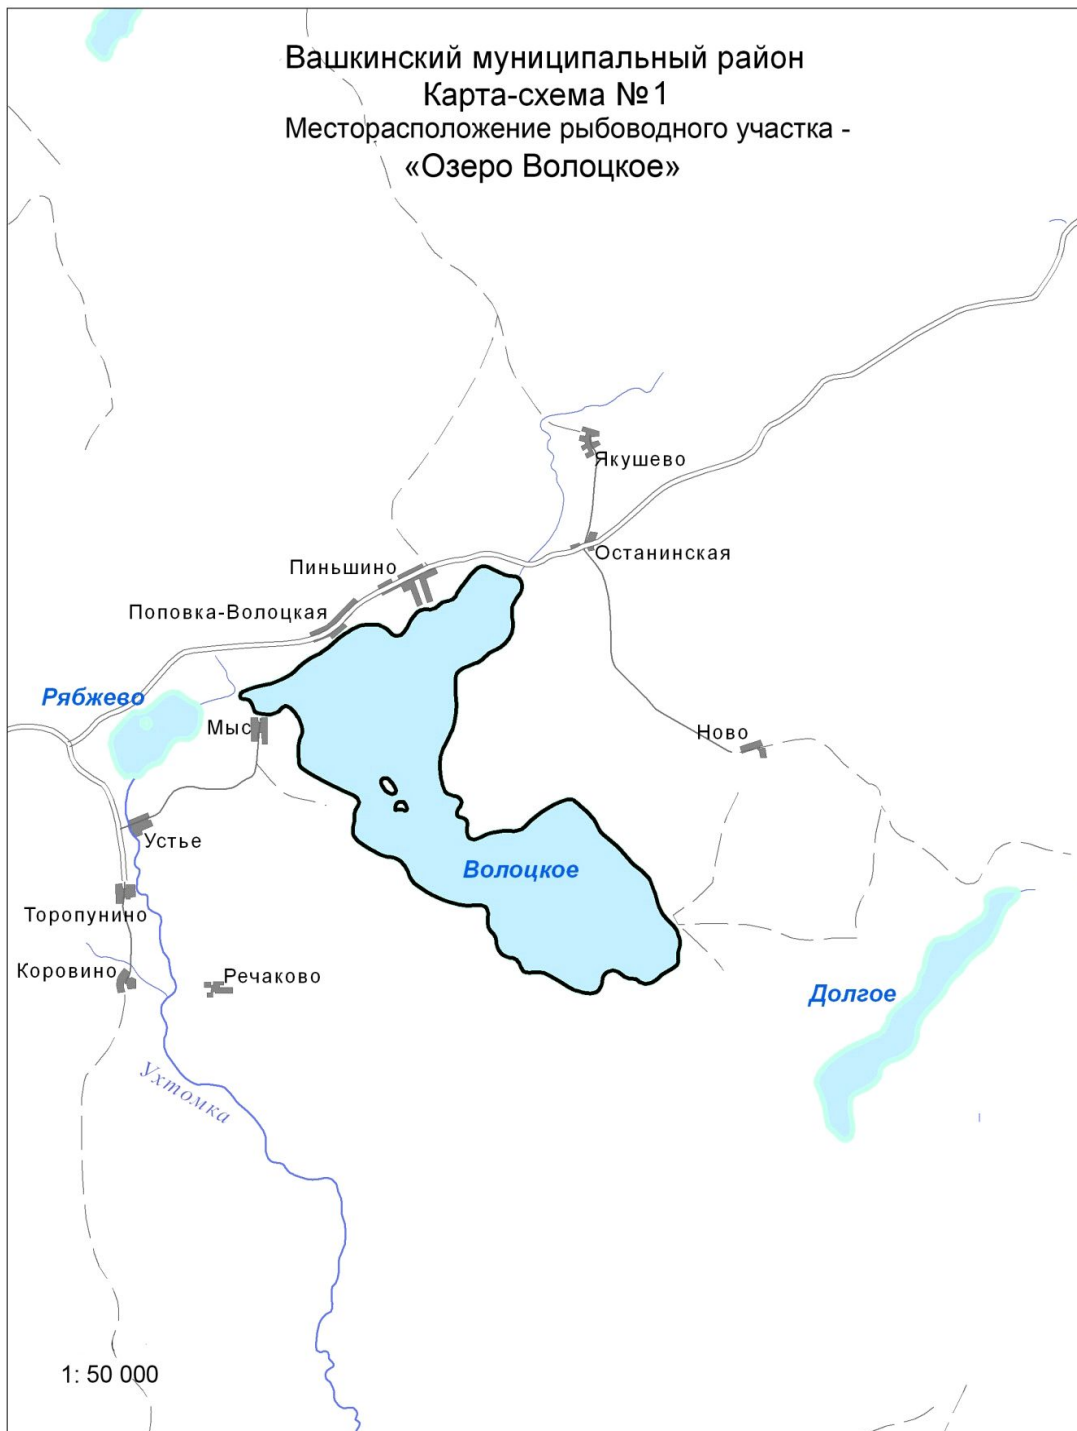 Вашкинский муниципальный район
Карта-схема №1
Месторасположение рыбоводного участка -
«Озеро Волоцкое»
Якушево
Останинская
Пиньшино
Поповка-Волоцкая
Рябжево
Мыс
Ново
Устье
Волоцкое
Торопунино
Коровино
Речаково
Долгое
Ухтомка
1: 50 000